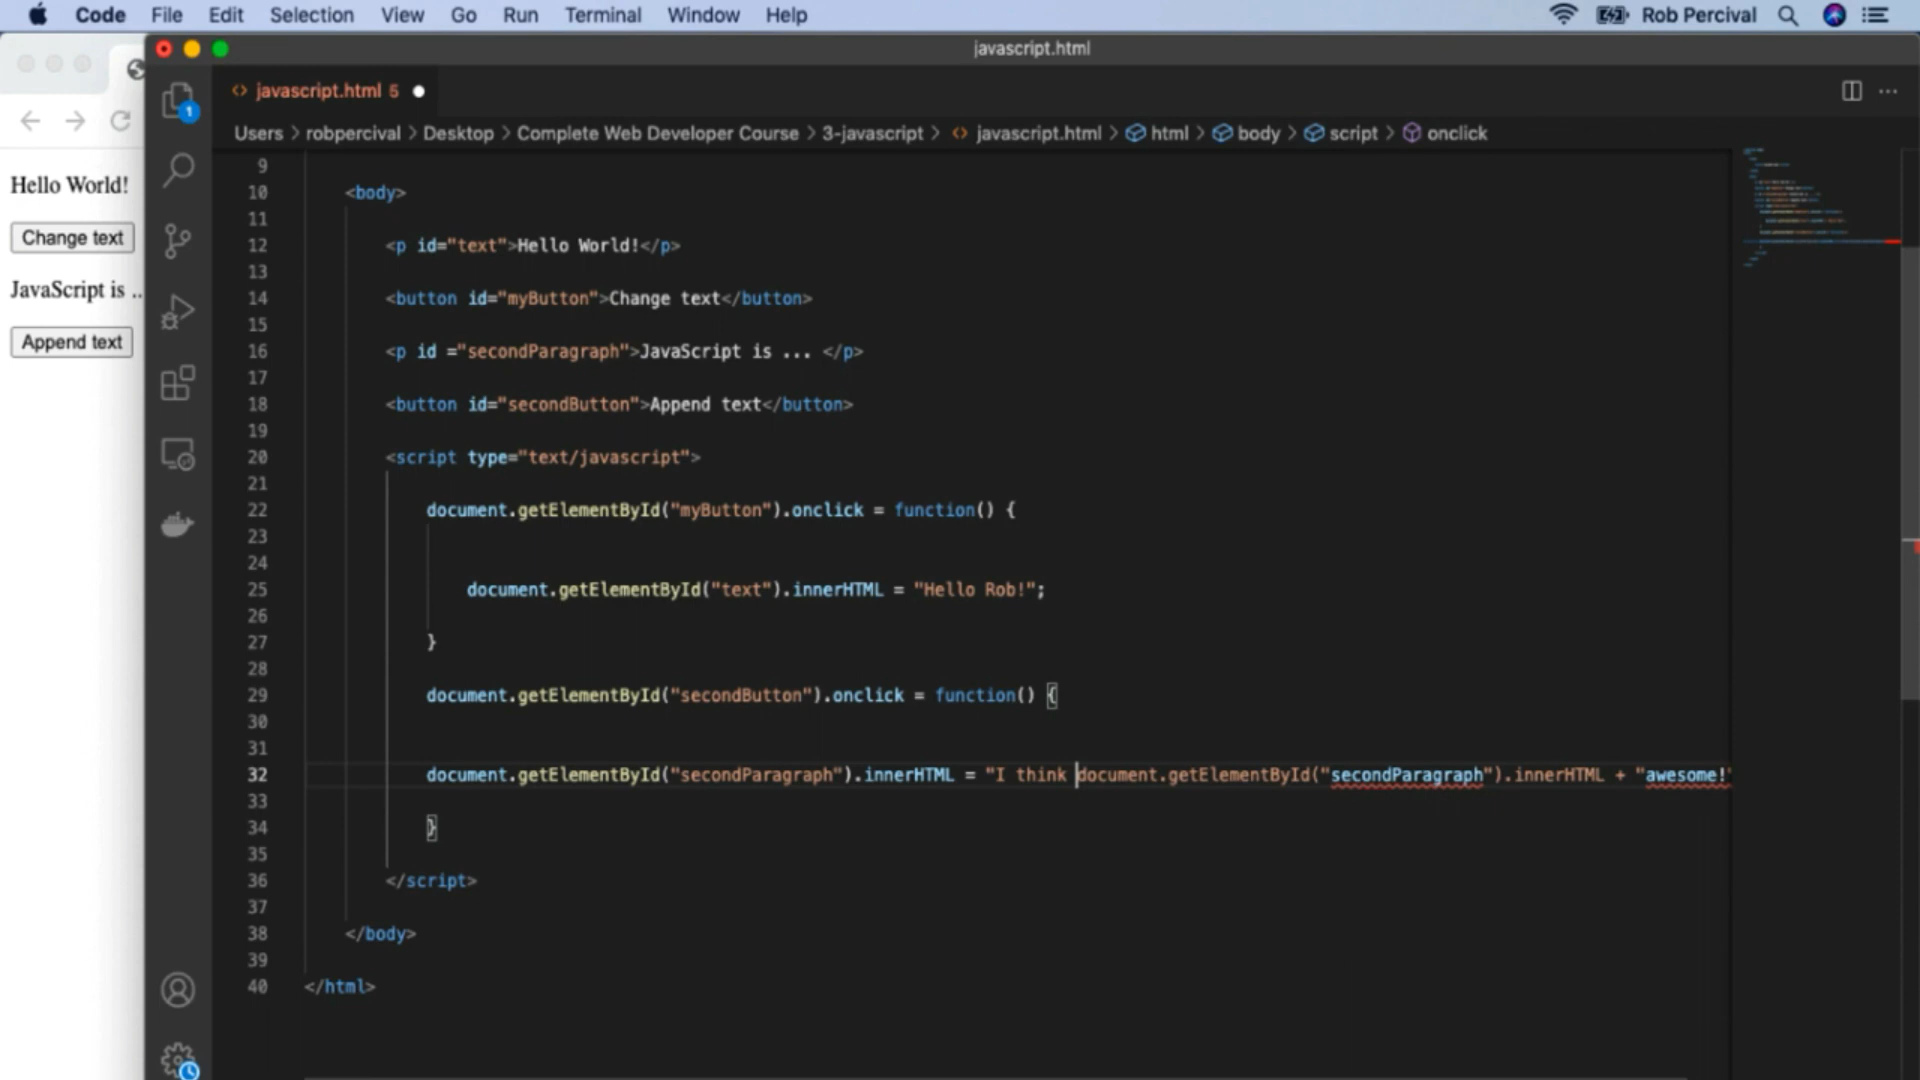 Code File Edit Selection View Go Run Terminal Window Help Rob Percival
javascript.html
javascript.html 5
Users > robpercival > Desktop > Complete Web Developer Course > 3-javascript > javascript.html > html > body > script > onclick
1
Hello World!
Change text
JavaScript is ..
Append text
9
10 <body>
11
12 <p id="text">Hello World!</p>
13
14 <button id="myButton">Change text</button>
15
16 <p id ="secondParagraph">JavaScript is ... </p>
17
18 <button id="secondButton">Append text</button>
19
20 <script type="text/javascript">
21
22 document.getElementById("myButton").onclick = function() {
23
24
25 document.getElementById("text").innerHTML = "Hello Rob!";
26
27 }
28
29 document.getElementById("secondButton").onclick = function() {
30
31
32 document.getElementById("secondParagraph").innerHTML = "I think document.getElementById("secondParagraph").innerHTML + "awesome!"
33
34 }
35
36 </script>
37
38 </body>
39
40 </html>